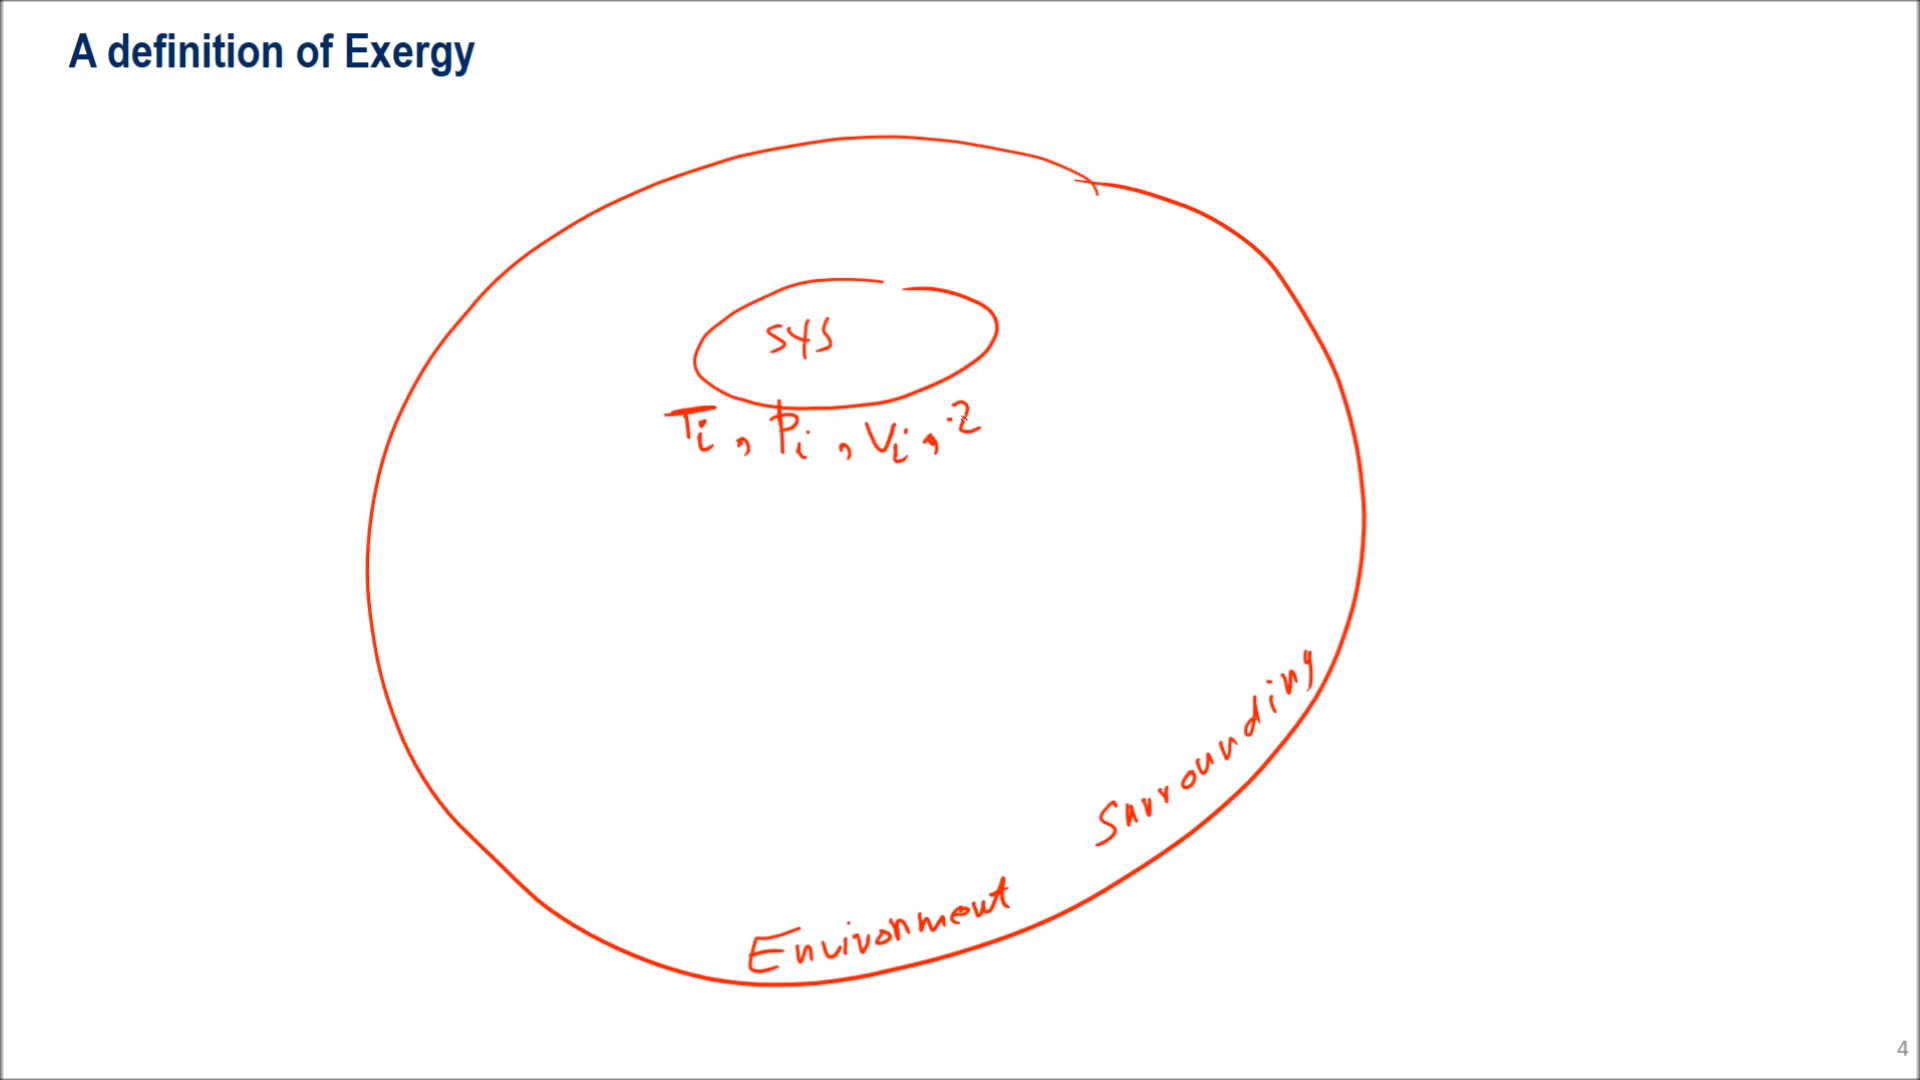 A definition of Exergy
sys
Ti, Pi, Vi, z
Surrounding
Environment
4